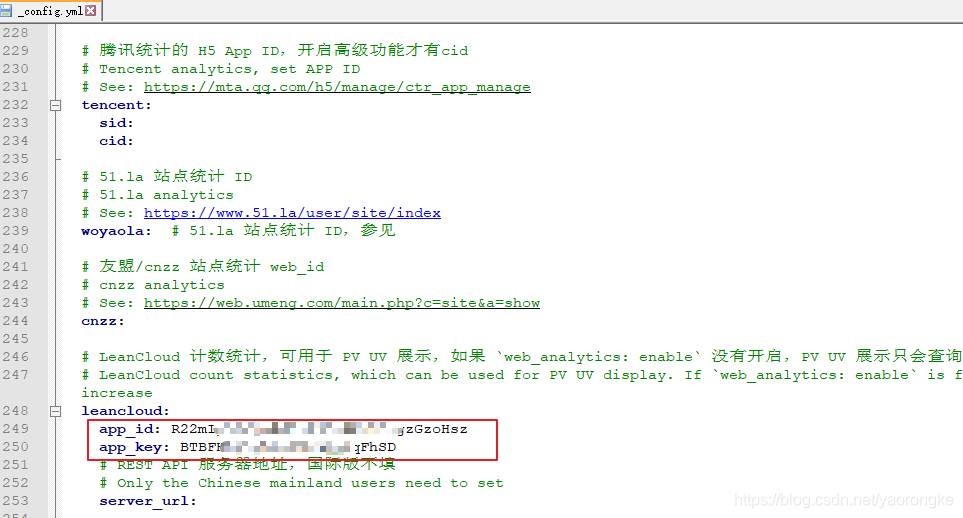 _config.yml
228
229 # 腾讯统计的 H5 App ID，开启高级功能才有cid
230 # Tencent analytics, set APP ID
231 # See: https://mta.qq.com/h5/manage/ctr_app_manage
232 tencent:
233 sid:
234 cid:
235
236 # 51.la 站点统计 ID
237 # 51.la analytics
238 # See: https://www.51.la/user/site/index
239 woyaola: # 51.la 站点统计 ID，参见
240
241 # 友盟/cnzz 站点统计 web_id
242 # cnzz analytics
243 # See: https://web.umeng.com/main.php?c=site&a=show
244 cnzz:
245
246 # LeanCloud 计数统计，可用于 PV UV 展示，如果 `web_analytics: enable` 没有开启，PV UV 展示只会查询
247 # LeanCloud count statistics, which can be used for PV UV display. If `web_analytics: enable` is f
increase
248 leancloud:
249 app_id: R22mI gzGzoHsz
250 app_key: BTBFH qFhSD
251 # REST API 服务器地址，国际版不填
252 # Only the Chinese mainland users need to set
253 server_url:
https://blog.csdn.net/yaorongke